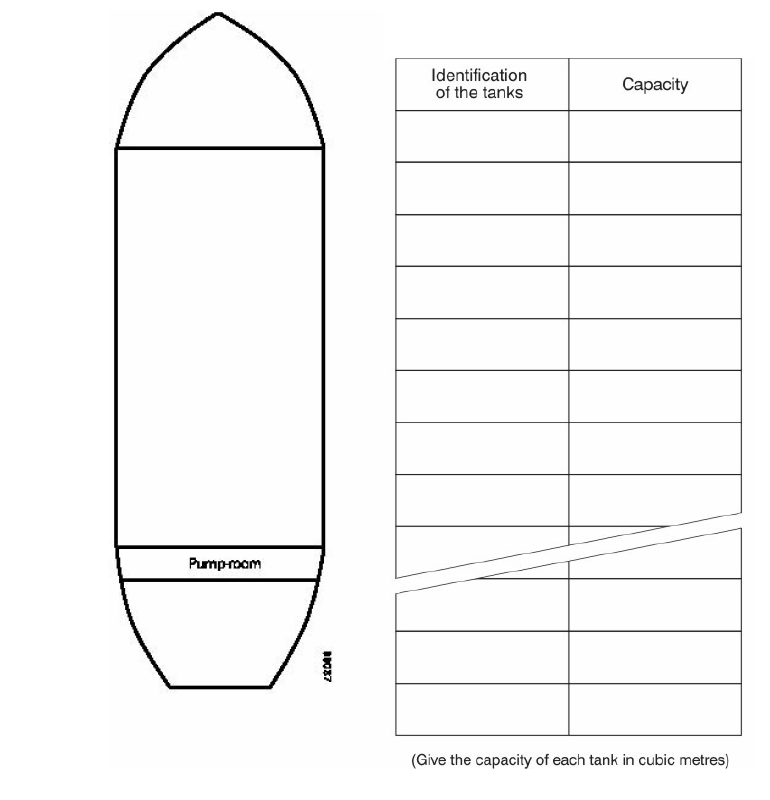 Identification
of the tanks
Capacity
Pump-room
(Give the capacity of each tank in cubic metres)